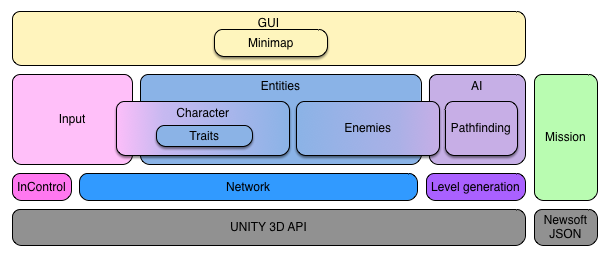 GUI
Minimap
Entities
AI
Input
Character
Traits
Enemies
Pathfinding
Mission
InControl
Network
Level generation
UNITY 3D API
Newsoft
JSON